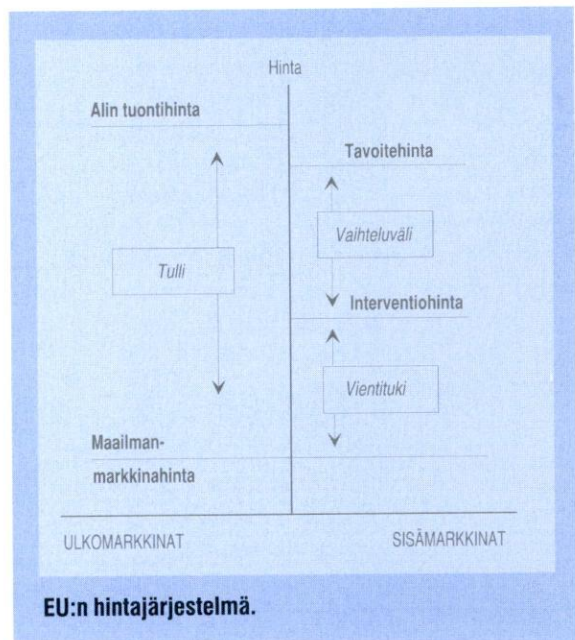 Hinta
Alin tuontihinta
Tavoitehinta
Vaihteluväli
Tulli
Interventiohinta
Vientituki
Maailman-
markkinahinta
ULKOMARKKINAT
SISÄMARKKINAT
EU:n hintajärjestelmä.